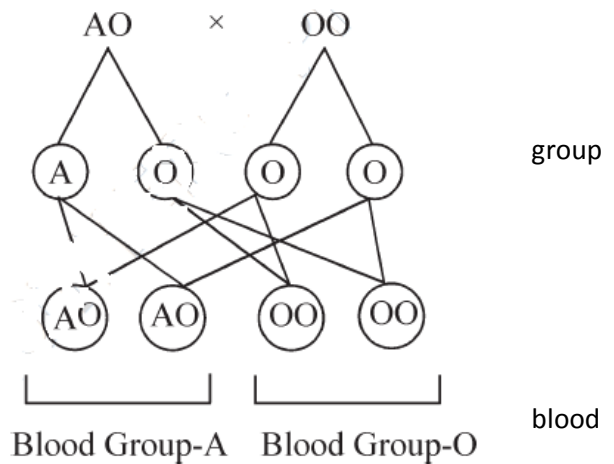 AO × OO
group
A O O O
AO AO OO OO
blood
Blood Group-A Blood Group-O